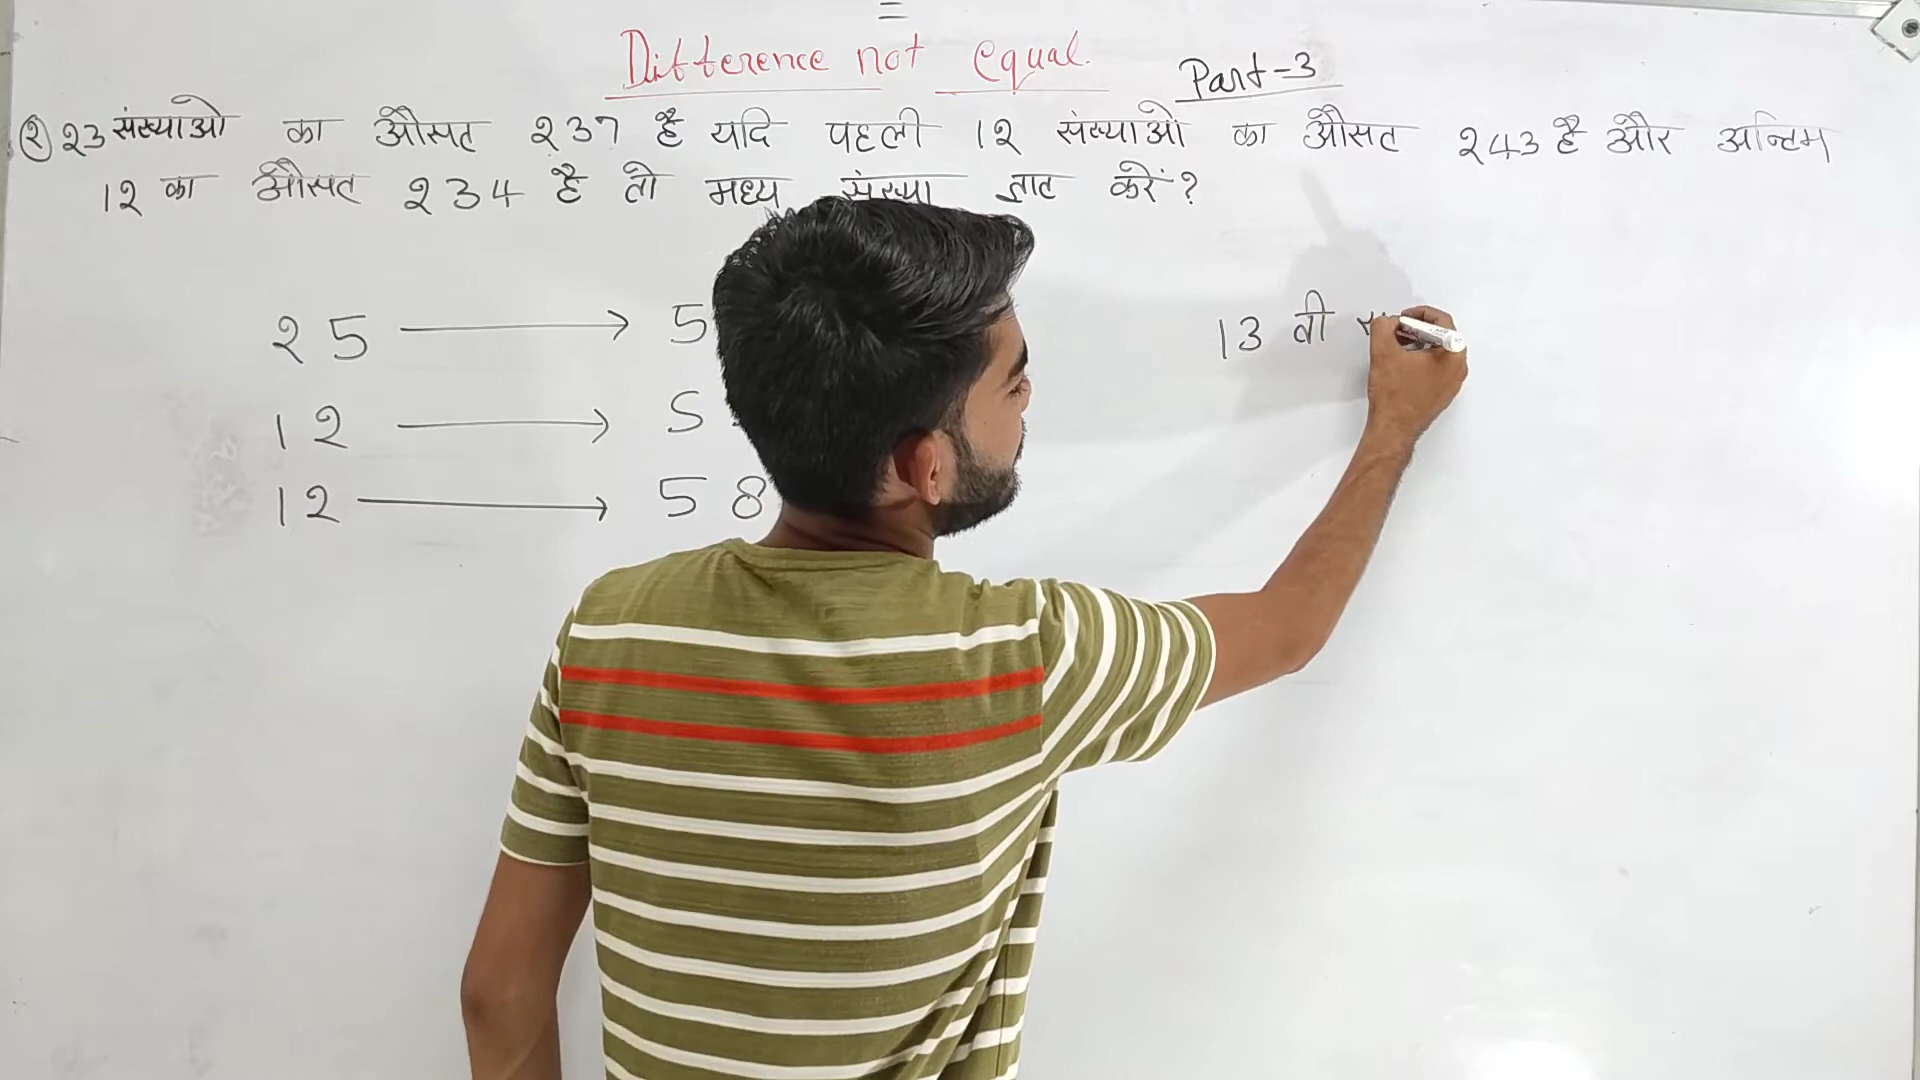 Difference not equal.
Part-3
② 23 संख्याओ का औसत 237 है यदि पहली 12 संख्याओ का औसत 243 है और अन्तिम
12 का औसत 234 है तो मध्य संख्या ज्ञात करें?
25 → 5
12 → 5
12 → 58
13 वी